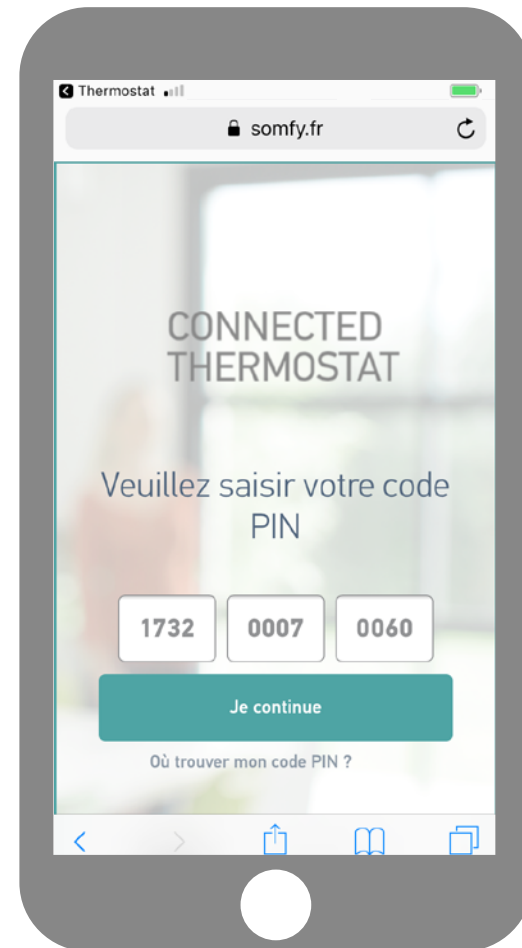 Thermostat
somfy.fr
CONNECTED
THERMOSTAT
Veuillez saisir votre code
PIN
1732 0007 0060
Je continue
Où trouver mon code PIN ?